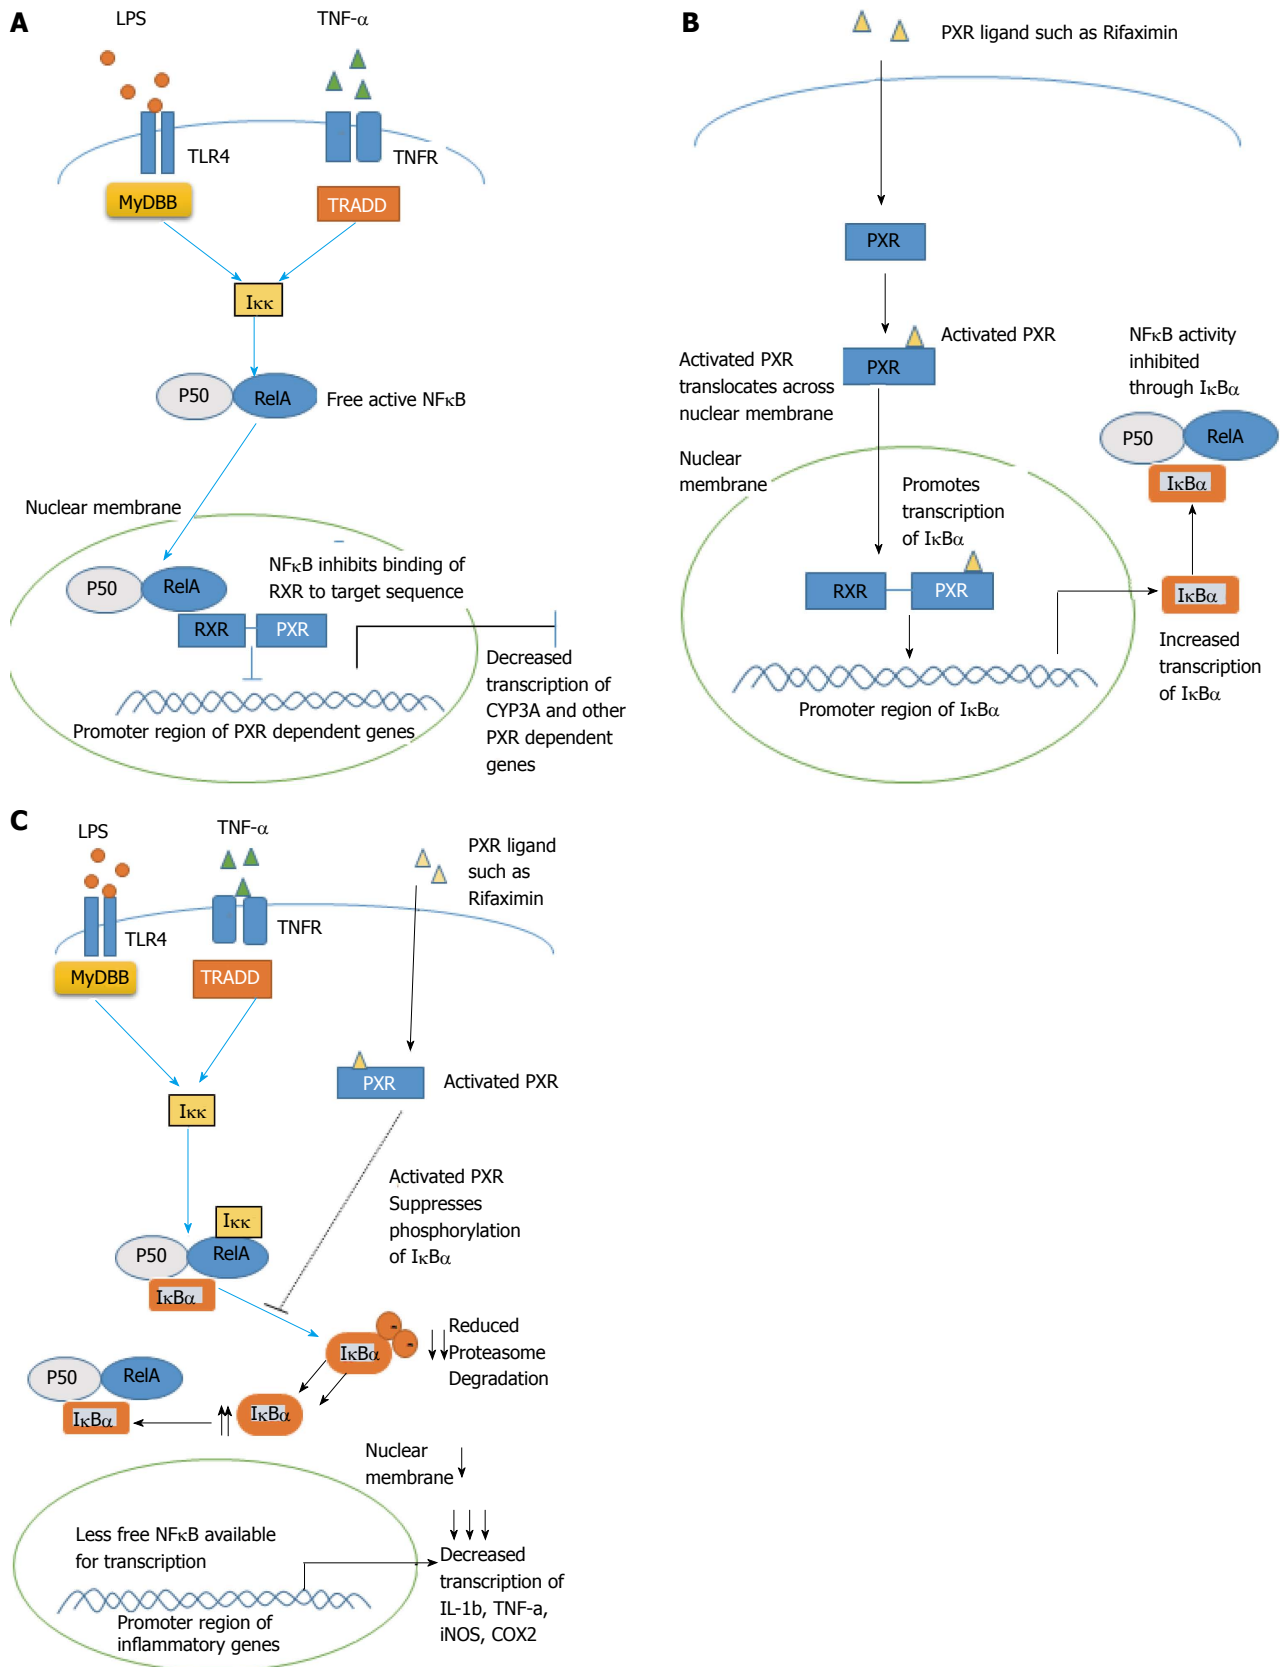 A
LPS
TNF-α
TLR4
TNFR
MyDBB
TRADD
Iκκ
P50
RelA
Free active NFκB
Nuclear membrane
P50
RelA
NFκB inhibits binding of
RXR to target sequence
RXR
PXR
Promoter region of PXR dependent genes
Decreased
transcription of
CYP3A and other
PXR dependent
genes
B
PXR ligand such as Rifaximin
PXR
PXR
Activated PXR
Activated PXR
translocates across
nuclear membrane
Nuclear
membrane
Promotes
transcription
of IκBα
RXR
PXR
Promoter region of IκBα
NFκB activity
inhibited
through IκBα
P50
RelA
IκBα
IκBα
Increased
transcription
of IκBα
C
LPS
TNF-α
PXR ligand
such as
Rifaximin
TLR4
TNFR
MyDBB
TRADD
PXR
Activated PXR
Iκκ
Activated PXR
Suppresses
phosphorylation
of IκBα
Iκκ
P50
RelA
IκBα
IκBα
Reduced
Proteasome
Degradation
P50
RelA
IκBα
IκBα
Nuclear
membrane
Less free NFκB available
for transcription
Promoter region of
inflammatory genes
Decreased
transcription of
IL-1b, TNF-a,
iNOS, COX2